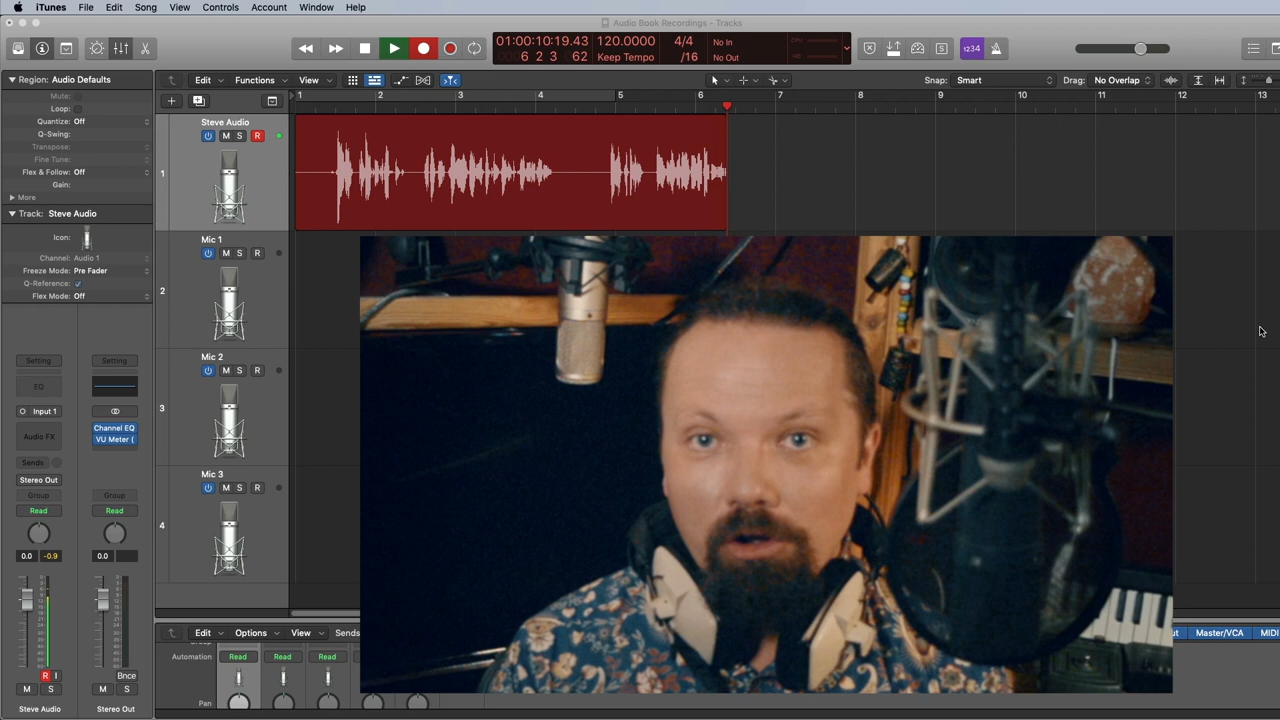 iTunes File Edit Song View Controls Account Window Help
Audio Book Recordings - Tracks
01:00:10:19.43 120.0000 4/4 No In CPU
6 2 3 62 Keep Tempo /16 No Out
S 1234
Region: Audio Defaults
Edit Functions View Snap: Smart Drag: No Overlap
Mute:
Loop:
Quantize: Off
Q-Swing:
Transpose:
Fine Tune:
Flex & Follow: Off
Gain:
More
Track: Steve Audio
Icon:
Channel: Audio 1
Freeze Mode: Pre Fader
Q-Reference:
Flex Mode: Off
1 2 3 4 5 6 7 8 9 10 11 12 13
Steve Audio
M S R
1
Mic 1
M S R
2
Mic 2
M S R
3
Mic 3
M S R
4
Setting Setting
EQ
Input 1
Channel EQ
Audio FX VU Meter (
Sends
Stereo Out
Group Group
Read Read
0.0 -0.9 0.0
R I Bnce
M S M S
Steve Audio Stereo Out
Edit Options View Sends
ut Master/VCA MIDI
Group
Automation Read Read Read
Pan